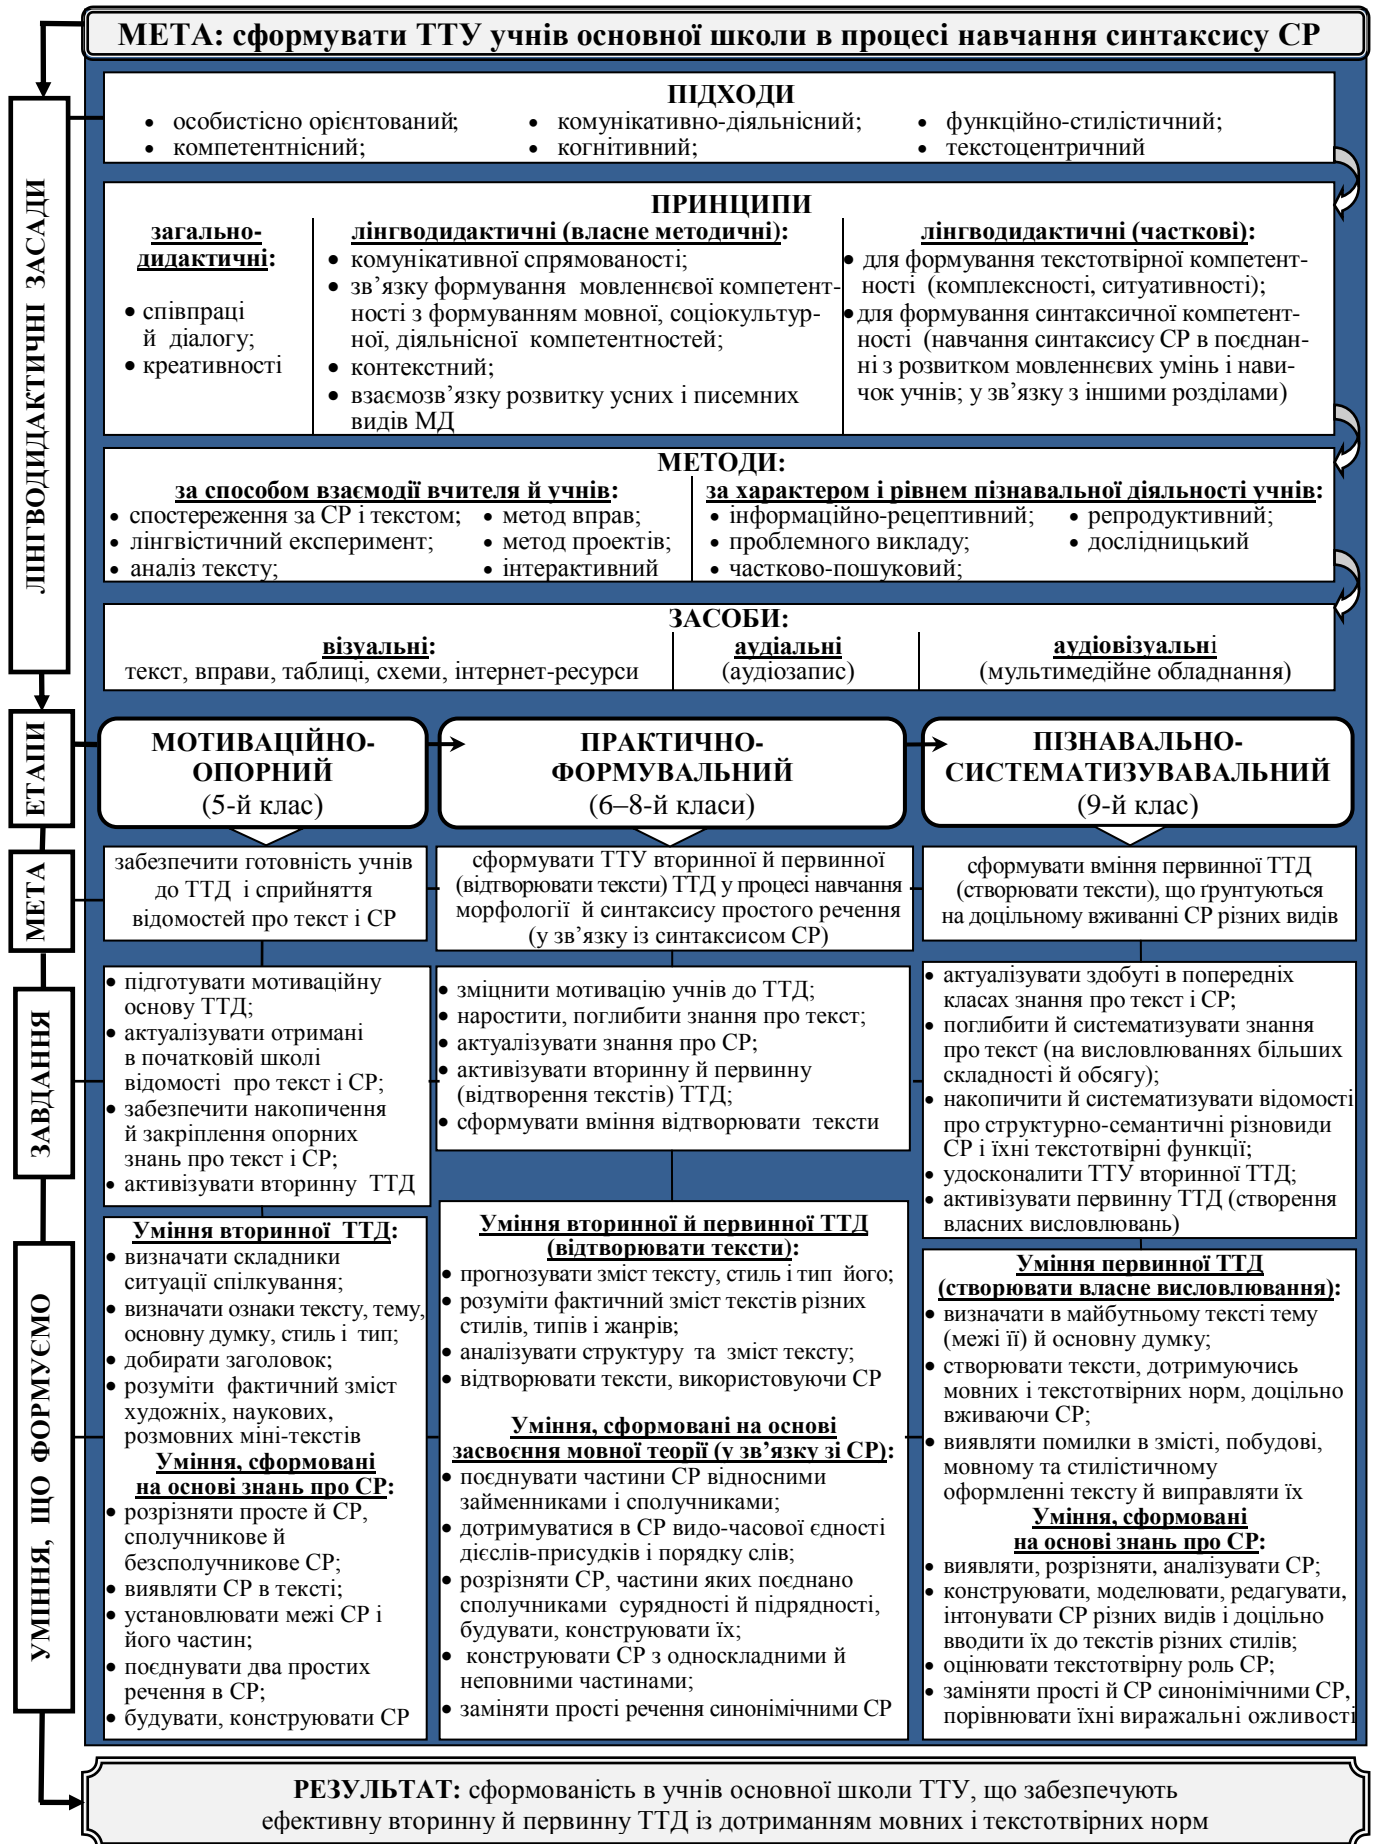 МЕТА: сформувати ТТУ учнів основної школи в процесі навчання синтаксису СР
ЛІНГВОДИДАКТИЧНІ ЗАСАДИ
ПІДХОДИ
• особистісно орієнтований;
• компетентнісний;
• комунікативно-діяльнісний;
• когнітивний;
• функційно-стилістичний;
• текстоцентричний
ПРИНЦИПИ
загально-
дидактичні:
• співпраці
й діалогу;
• креативності
лінгводидактичні (власне методичні):
• комунікативної спрямованості;
• зв’язку формування мовленнєвої компетент-
ності з формуванням мовної, соціокультур-
ної, діяльнісної компетентностей;
• контекстний;
• взаємозв’язку розвитку усних і писемних
видів МД
лінгводидактичні (часткові):
• для формування текстотвірної компетент-
ності (комплексності, ситуативності);
• для формування синтаксичної компетент-
ності (навчання синтаксису СР в поєднан-
ні з розвитком мовленнєвих умінь і нави-
чок учнів; у зв’язку з іншими розділами)
МЕТОДИ:
за способом взаємодії вчителя й учнів:
• спостереження за СР і текстом;
• лінгвістичний експеримент;
• аналіз тексту;
• метод вправ;
• метод проектів;
• інтерактивний
за характером і рівнем пізнавальної діяльності учнів:
• інформаційно-рецептивний;
• проблемного викладу;
• частково-пошуковий;
• репродуктивний;
• дослідницький
ЗАСОБИ:
візуальні:
текст, вправи, таблиці, схеми, інтернет-ресурси
аудіальні
(аудіозапис)
аудіовізуальні
(мультимедійне обладнання)
ЕТАПИ
МОТИВАЦІЙНО-
ОПОРНИЙ
(5-й клас)
ПРАКТИЧНО-
ФОРМУВАЛЬНИЙ
(6–8-й класи)
ПІЗНАВАЛЬНО-
СИСТЕМАТИЗУВАВАЛЬНИЙ
(9-й клас)
МЕТА
забезпечити готовність учнів
до ТТД і сприйняття
відомостей про текст і СР
сформувати ТТУ вторинної й первинної
(відтворювати тексти) ТТД у процесі навчання
морфології й синтаксису простого речення
(у зв’язку із синтаксисом СР)
сформувати вміння первинної ТТД
(створювати тексти), що ґрунтуються
на доцільному вживанні СР різних видів
ЗАВДАННЯ
• підготувати мотиваційну
основу ТТД;
• актуалізувати отримані
в початковій школі
відомості про текст і СР;
• забезпечити накопичення
й закріплення опорних
знань про текст і СР;
• активізувати вторинну ТТД
• зміцнити мотивацію учнів до ТТД;
• наростити, поглибити знання про текст;
• актуалізувати знання про СР;
• активізувати вторинну й первинну
(відтворення текстів) ТТД;
• сформувати вміння відтворювати тексти
• актуалізувати здобуті в попередніх
класах знання про текст і СР;
• поглибити й систематизувати знання
про текст (на висловлюваннях більших
складності й обсягу);
• накопичити й систематизувати відомості
про структурно-семантичні різновиди
СР і їхні текстотвірні функції;
• удосконалити ТТУ вторинної ТТД;
• активізувати первинну ТТД (створення
власних висловлювань)
УМІННЯ, ЩО ФОРМУЄМО
Уміння вторинної ТТД:
• визначати складники
ситуації спілкування;
• визначати ознаки тексту, тему,
основну думку, стиль і тип;
• добирати заголовок;
• розуміти фактичний зміст
художніх, наукових,
розмовних міні-текстів
Уміння, сформовані
на основі знань про СР:
• розрізняти просте й СР,
сполучникове й
безсполучникове СР;
• виявляти СР в тексті;
• установлювати межі СР і
його частин;
• поєднувати два простих
речення в СР;
• будувати, конструювати СР
Уміння вторинної й первинної ТТД
(відтворювати тексти):
• прогнозувати зміст тексту, стиль і тип його;
• розуміти фактичний зміст текстів різних
стилів, типів і жанрів;
• аналізувати структуру та зміст тексту;
• відтворювати тексти, використовуючи СР
Уміння, сформовані на основі
засвоєння мовної теорії (у зв’язку зі СР):
• поєднувати частини СР відносними
займенниками і сполучниками;
• дотримуватися в СР видо-часової єдності
дієслів-присудків і порядку слів;
• розрізняти СР, частини яких поєднано
сполучниками сурядності й підрядності,
будувати, конструювати їх;
• конструювати СР з односкладними й
неповними частинами;
• заміняти прості речення синонімічними СР
Уміння первинної ТТД
(створювати власне висловлювання):
• визначати в майбутньому тексті тему
(межі її) й основну думку;
• створювати тексти, дотримуючись
мовних і текстотвірних норм, доцільно
вживаючи СР;
• виявляти помилки в змісті, побудові,
мовному та стилістичному
оформленні тексту й виправляти їх
Уміння, сформовані
на основі знань про СР:
• виявляти, розрізняти, аналізувати СР;
• конструювати, моделювати, редагувати,
інтонувати СР різних видів і доцільно
вводити їх до текстів різних стилів;
• оцінювати текстотвірну роль СР;
• заміняти прості й СР синонімічними СР,
порівнювати їхні виражальні ожливості
РЕЗУЛЬТАТ: сформованість в учнів основної школи ТТУ, що забезпечують
ефективну вторинну й первинну ТТД із дотриманням мовних і текстотвірних норм